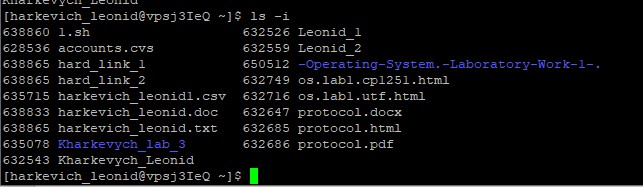 Kharkevych_Leonid
[harkevich_leonid@vpsj3IeQ ~]$ ls -i
638860 1.sh 632526 Leonid_1
628536 accounts.cvs 632559 Leonid_2
638865 hard_link_1 650512 -Operating-System.-Laboratory-Work-1-.
638865 hard_link_2 632749 os.lab1.cp1251.html
635715 harkevich_leonid1.csv 632716 os.lab1.utf.html
638833 harkevich_leonid.doc 632647 protocol.docx
638865 harkevich_leonid.txt 632685 protocol.html
635078 Kharkevych_lab_3 632686 protocol.pdf
632543 Kharkevych_Leonid
[harkevich_leonid@vpsj3IeQ ~]$